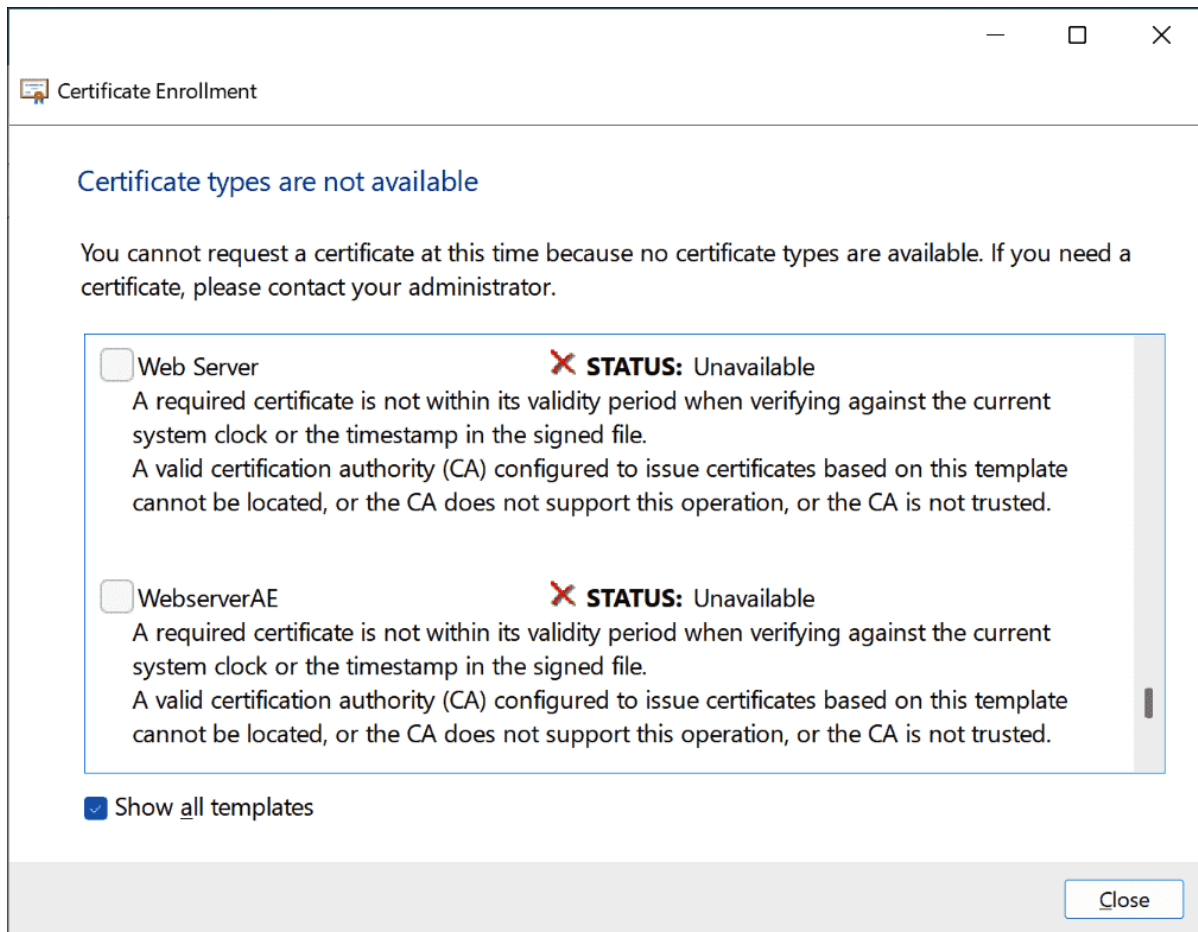 Certificate Enrollment
Certificate types are not available
You cannot request a certificate at this time because no certificate types are available. If you need a
certificate, please contact your administrator.
Web Server STATUS: Unavailable
A required certificate is not within its validity period when verifying against the current
system clock or the timestamp in the signed file.
A valid certification authority (CA) configured to issue certificates based on this template
cannot be located, or the CA does not support this operation, or the CA is not trusted.
WebserverAE STATUS: Unavailable
A required certificate is not within its validity period when verifying against the current
system clock or the timestamp in the signed file.
A valid certification authority (CA) configured to issue certificates based on this template
cannot be located, or the CA does not support this operation, or the CA is not trusted.
Show all templates
Close